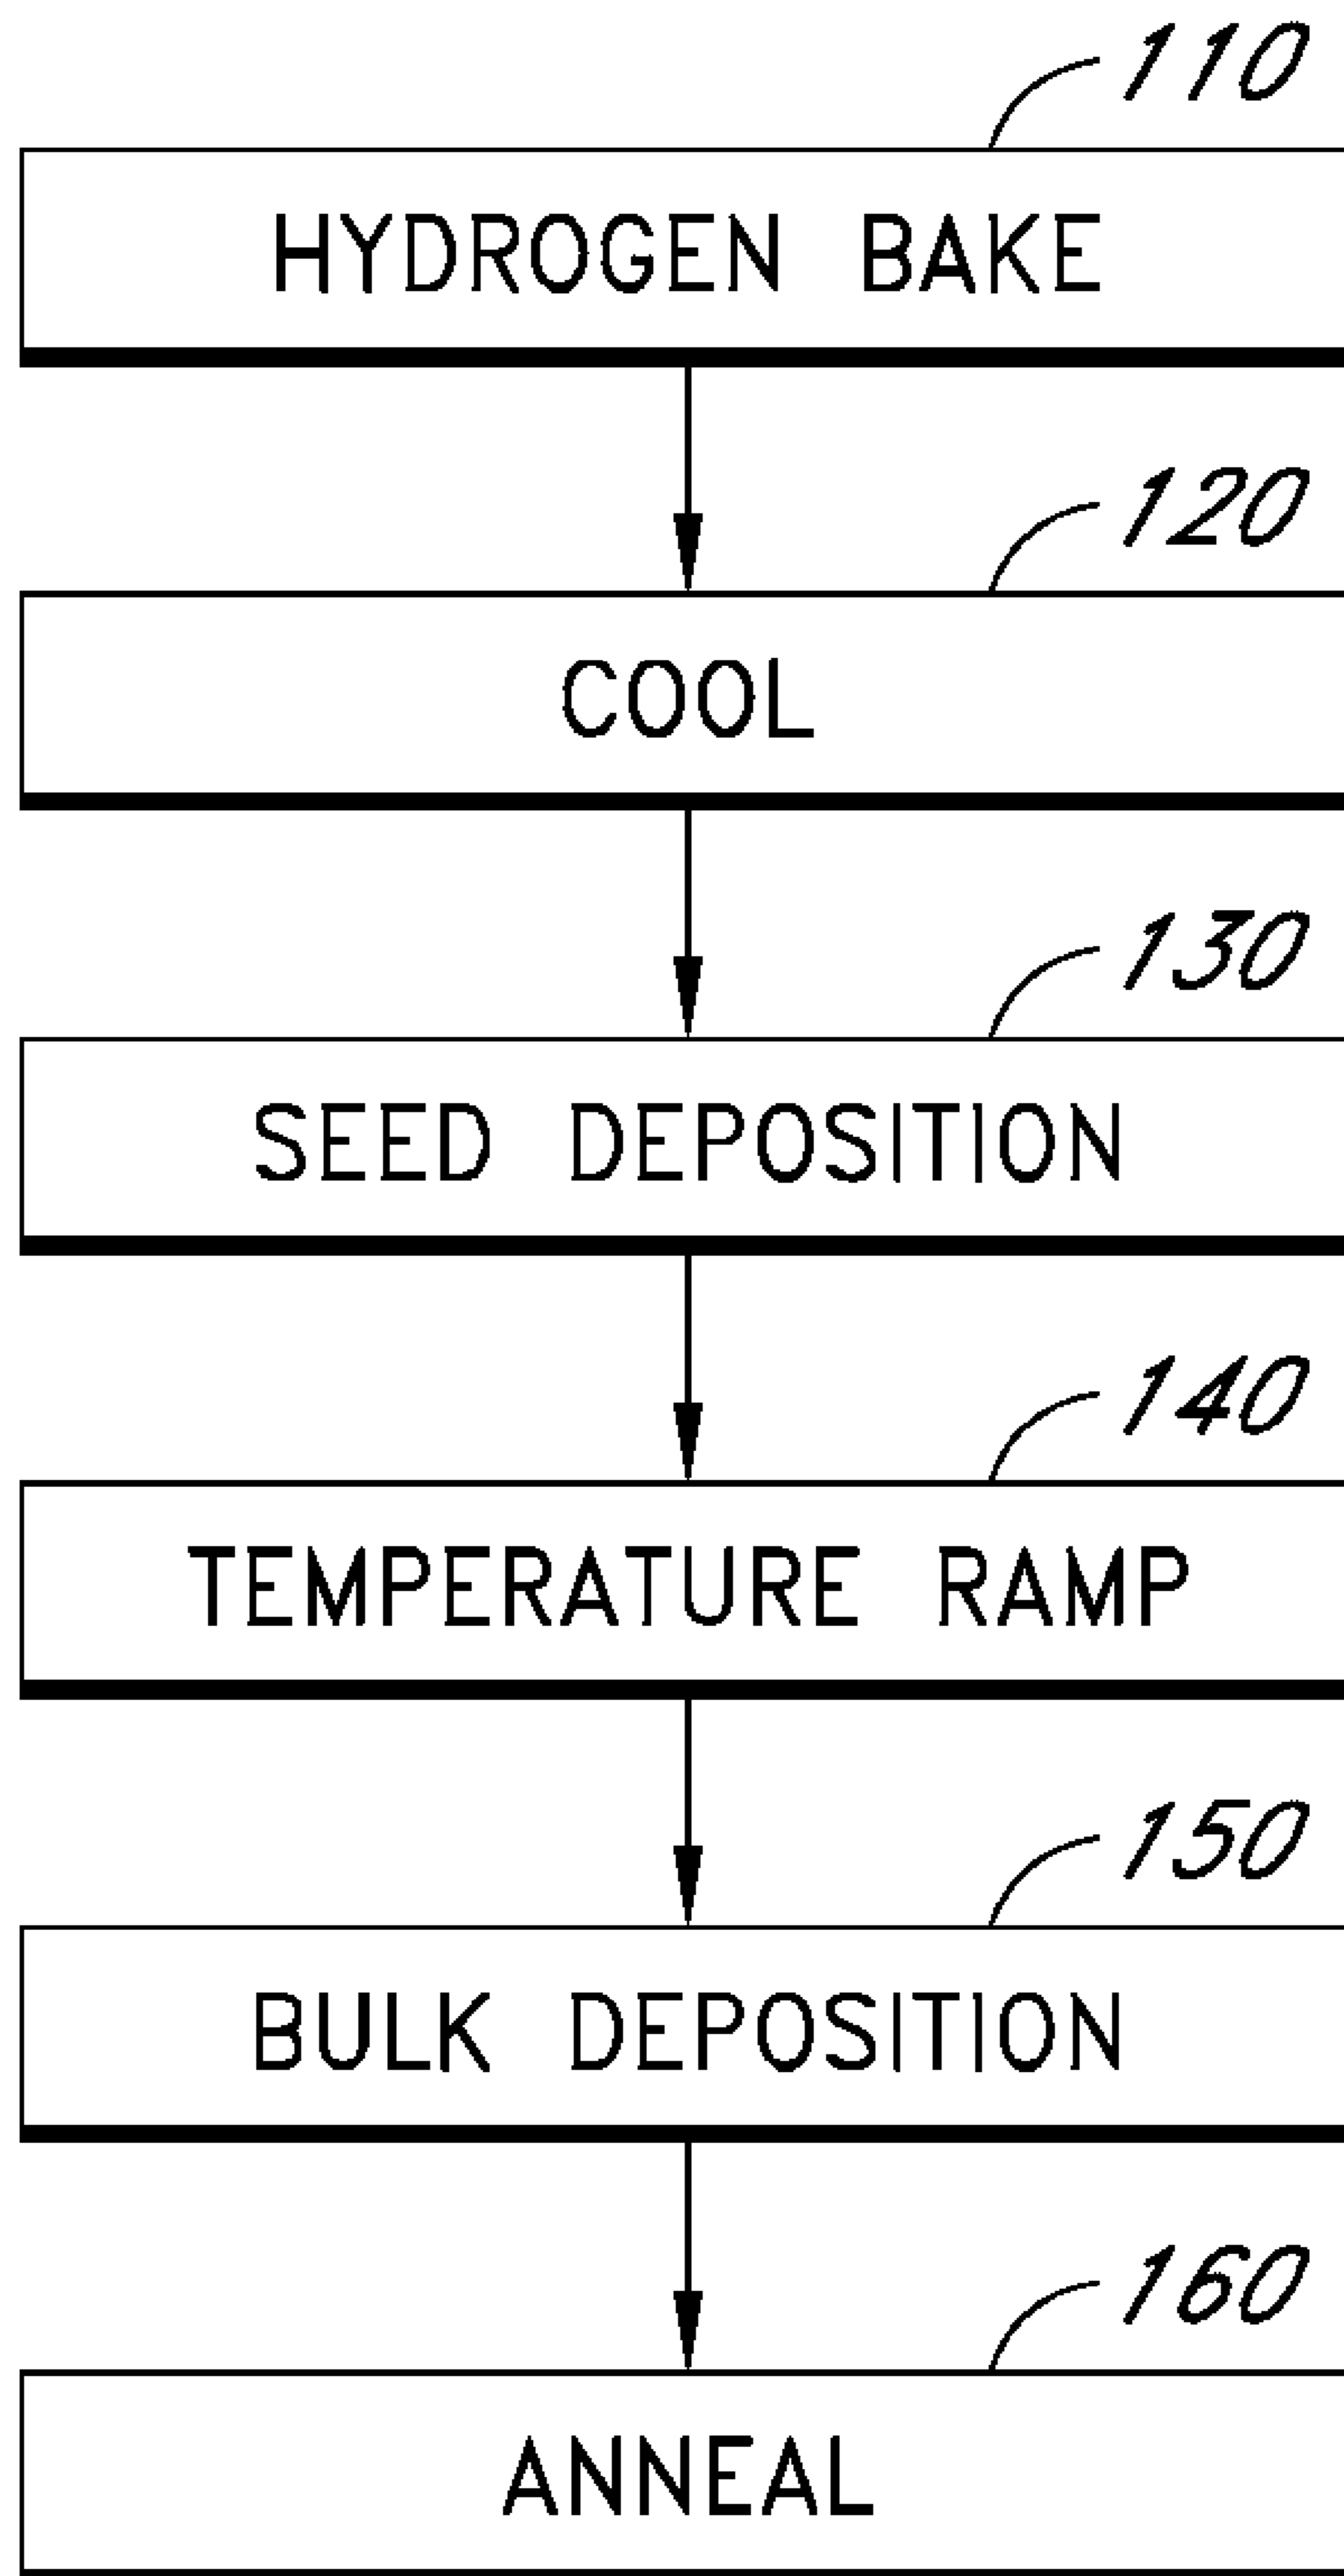 110
HYDROGEN BAKE
120
COOL
130
SEED DEPOSITION
140
TEMPERATURE RAMP
150
BULK DEPOSITION
160
ANNEAL